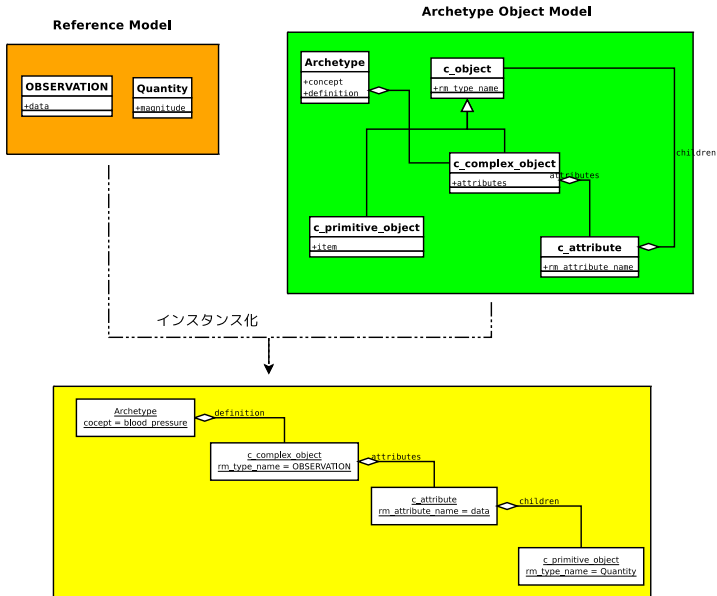 Reference Model
Archetype Object Model
OBSERVATION
+data
Quantity
+magnitude
Archetype
+concept
+definition
c_object
+rm_type_name
children
c_complex_object
+attributes
attributes
c_primitive_object
+item
c_attribute
+rm_attribute_name
インスタンス化
Archetype
cocept = blood_pressure
definition
c_complex_object
rm_type_name = OBSERVATION
attributes
c_attribute
rm_attribute_name = data
children
c_primitive_object
rm_type_name = Quantity